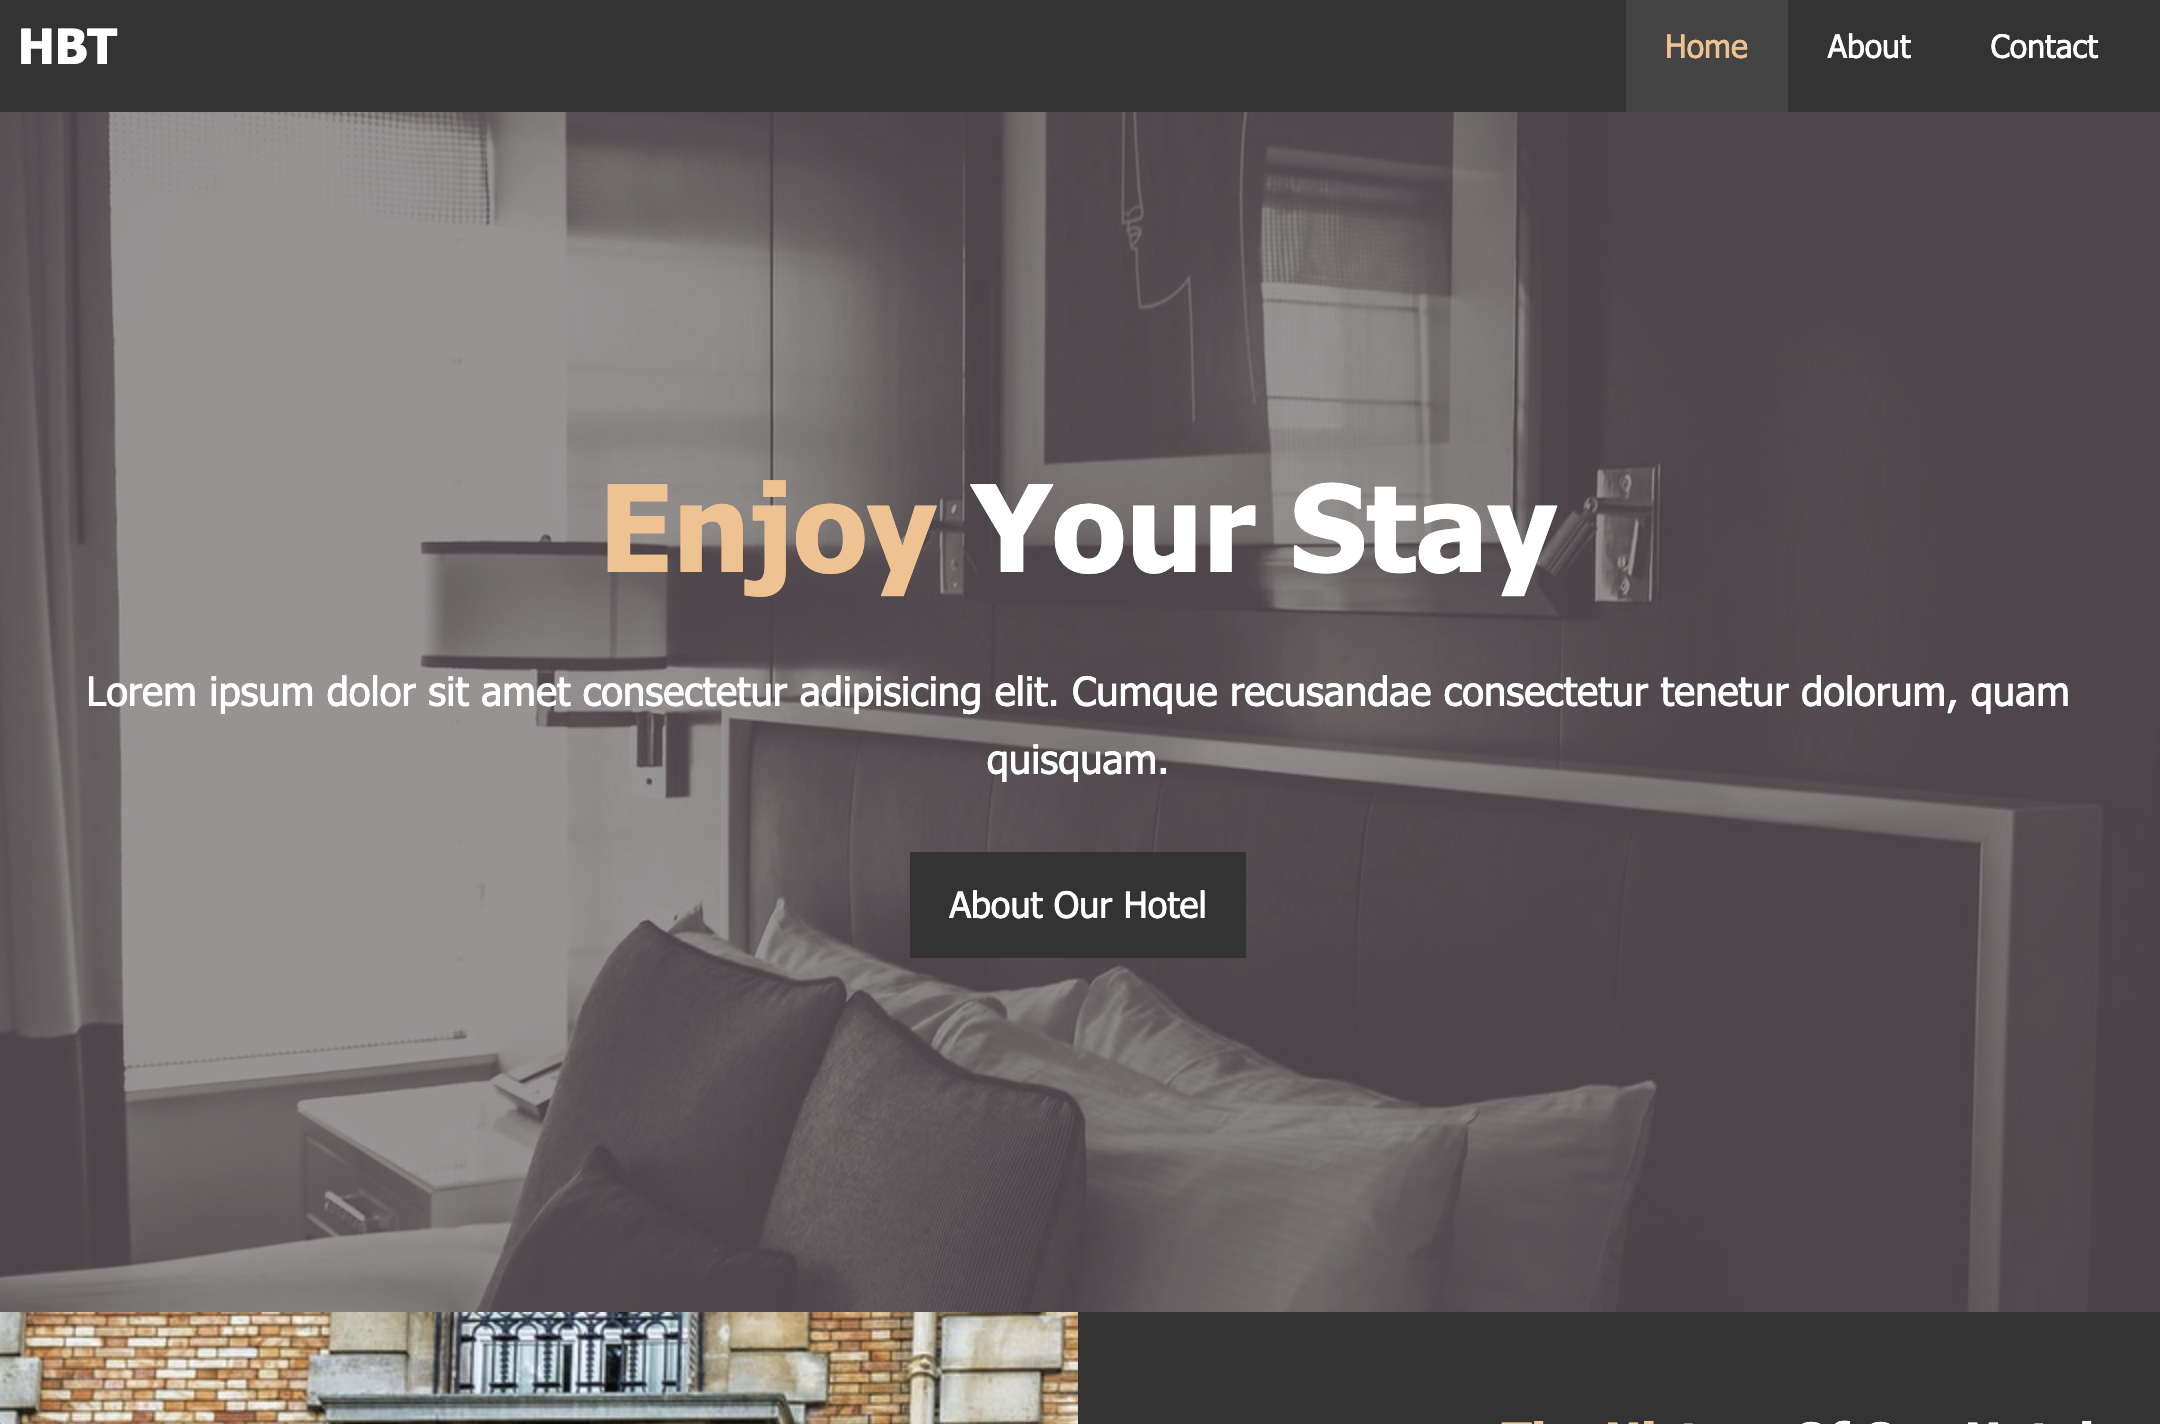 HBT
Home About Contact
Enjoy Your Stay
Lorem ipsum dolor sit amet consectetur adipisicing elit. Cumque recusandae consectetur tenetur dolorum, quam
quisquam.
About Our Hotel